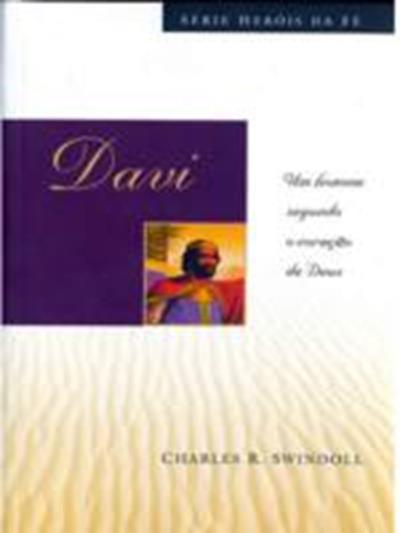 SÉRIE HERÓIS DA FÉ
Davi
Um homem
segundo
o coração
de Deus
CHARLES R. SWINDOLL